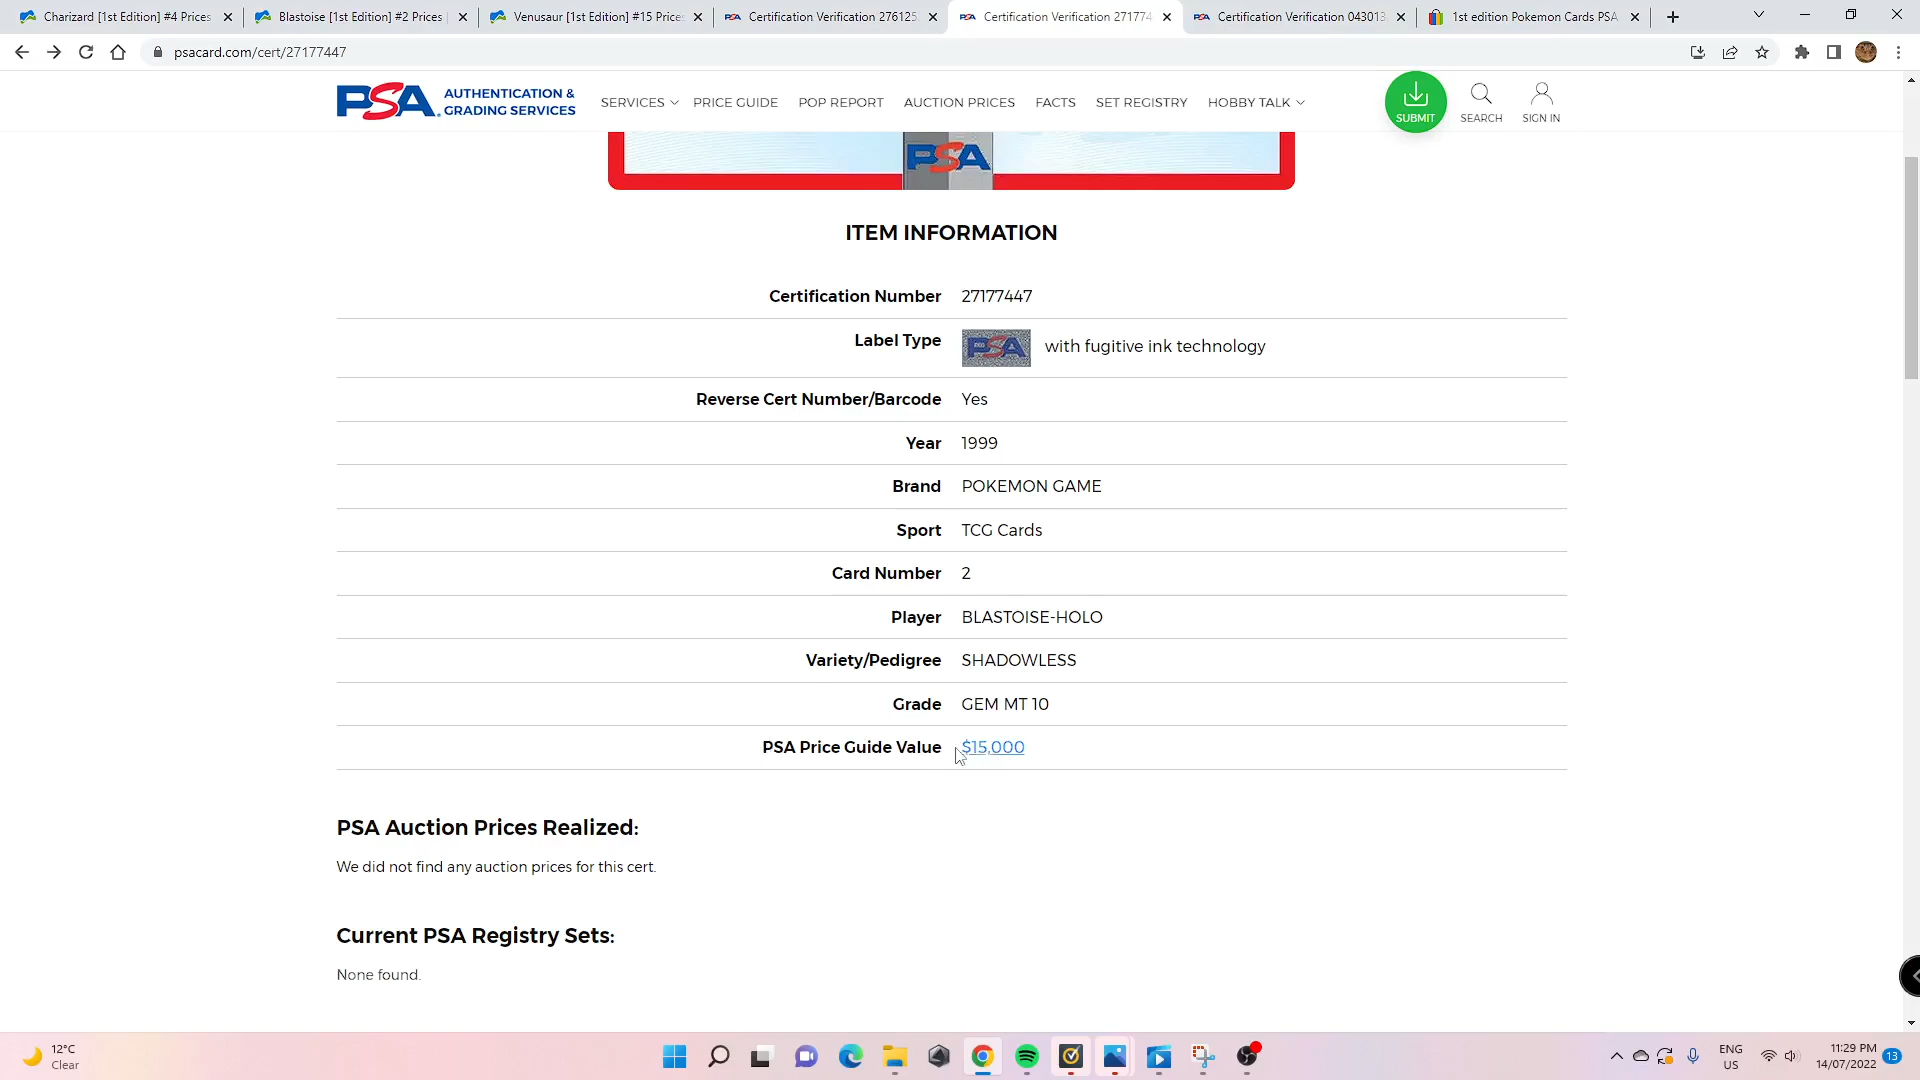 Charizard [1st Edition] #4 Prices
Blastoise [1st Edition] #2 Prices
Venusaur [1st Edition] #15 Prices
PSA Certification Verification 276125
PSA Certification Verification 271774
PSA Certification Verification 043013
1st edition Pokemon Cards PSA
psacard.com/cert/27177447
PSA AUTHENTICATION & GRADING SERVICES
SERVICES PRICE GUIDE POP REPORT AUCTION PRICES FACTS SET REGISTRY HOBBY TALK
SUBMIT SEARCH SIGN IN
PSA
ITEM INFORMATION
Certification Number 27177447
Label Type PSA with fugitive ink technology
Reverse Cert Number/Barcode Yes
Year 1999
Brand POKEMON GAME
Sport TCG Cards
Card Number 2
Player BLASTOISE-HOLO
Variety/Pedigree SHADOWLESS
Grade GEM MT 10
PSA Price Guide Value $15,000
PSA Auction Prices Realized:
We did not find any auction prices for this cert.
Current PSA Registry Sets:
None found.
12°C
Clear
ENG
US
11:29 PM
14/07/2022
13